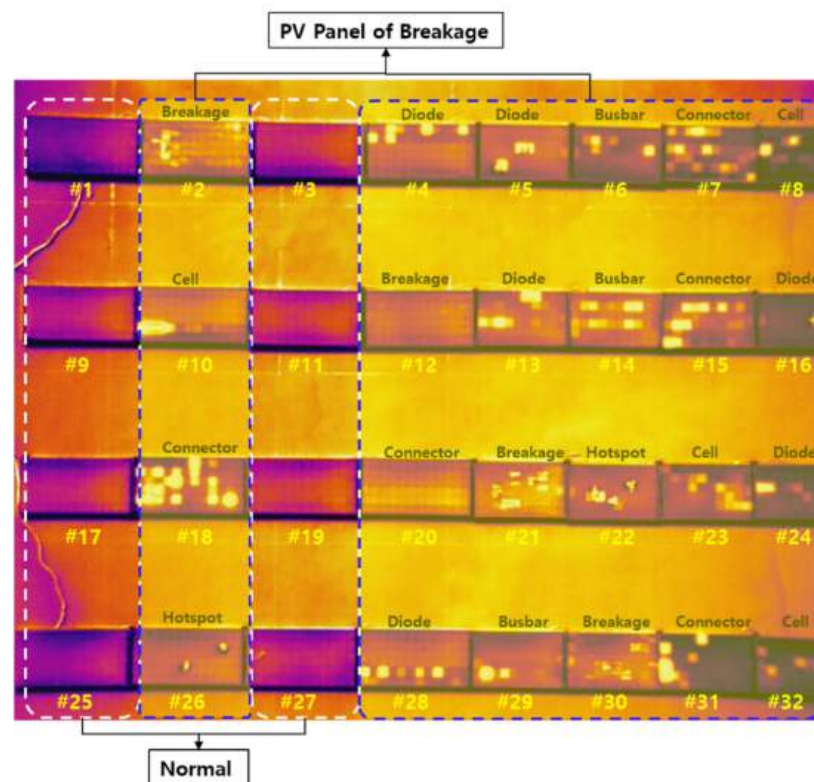 PV Panel of Breakage
Breakage Diode Diode Busbar Connector Cell
#1 #2 #3 #4 #5 #6 #7 #8
Cell Breakage Diode Busbar Connector Diode
#9 #10 #11 #12 #13 #14 #15 #16
Connector Connector Breakage Hotspot Cell Diode
#17 #18 #19 #20 #21 #22 #23 #24
Hotspot Diode Busbar Breakage Connector Cell
#25 #26 #27 #28 #29 #30 #31 #32
Normal